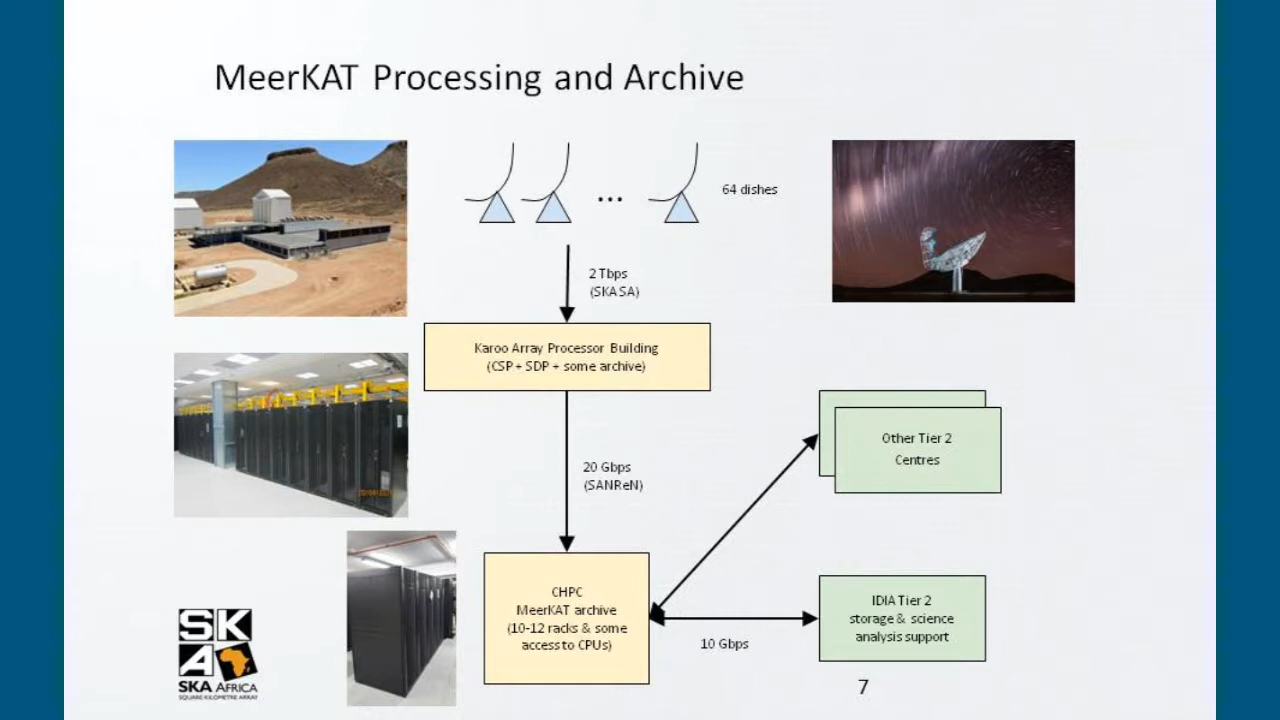 MeerKAT Processing and Archive
64 dishes
2 Tbps
(SKA SA)
Karoo Array Processor Building
(CSP + SDP + some archive)
20 Gbps
(SANReN)
Other Tier 2
Centres
CHPC
MeerKAT archive
(10-12 racks & some
access to CPUs)
10 Gbps
IDIA Tier 2
storage & science
analysis support
SKA
SKA AFRICA
SQUARE KILOMETRE ARRAY
7